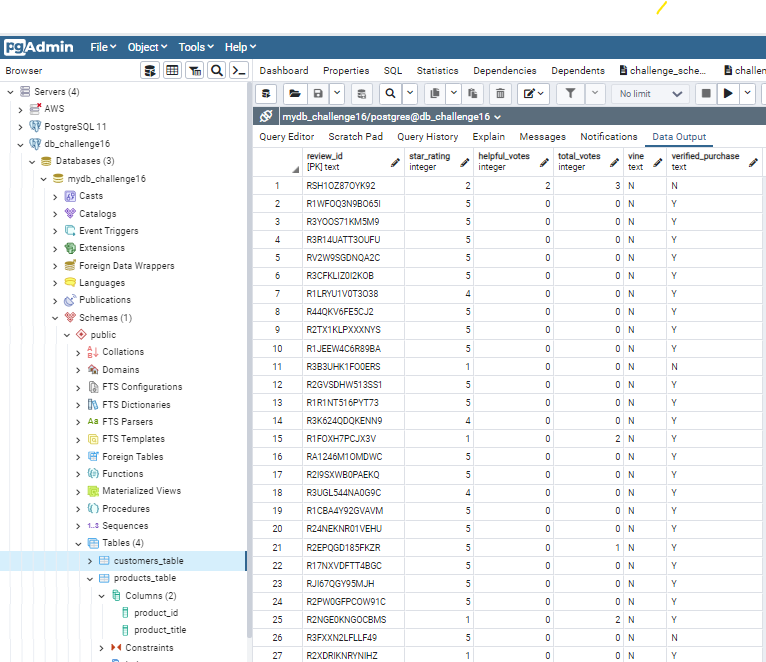 pgAdmin File Object Tools Help
Browser
Dashboard Properties SQL Statistics Dependencies Dependents challenge_sche... challen
No limit
mydb_challenge16/postgres@db_challenge16
Query Editor Scratch Pad Query History Explain Messages Notifications Data Output
Servers (4)
AWS
PostgreSQL 11
db_challenge16
Databases (3)
mydb_challenge16
Casts
Catalogs
Event Triggers
Extensions
Foreign Data Wrappers
Languages
Publications
Schemas (1)
public
Collations
Domains
FTS Configurations
FTS Dictionaries
FTS Parsers
FTS Templates
Foreign Tables
Functions
Materialized Views
Procedures
1..3 Sequences
Tables (4)
customers_table
products_table
Columns (2)
product_id
product_title
Constraints
review_id star_rating helpful_votes total_votes vine verified_purchase
[PK] text integer integer integer text text
1 RSH1OZ87OYK92 2 2 3 N N
2 R1WFOQ3N9BO65I 5 0 0 N Y
3 R3YOOS71KM5M9 5 0 0 N Y
4 R3R14UATT3OUFU 5 0 0 N Y
5 RV2W9SGDNQA2C 5 0 0 N Y
6 R3CFKLIZ0I2KOB 5 0 0 N Y
7 R1LRYU1V0T3O38 4 0 0 N Y
8 R44QKV6FE5CJ2 5 0 0 N Y
9 R2TX1KLPXXXNYS 5 0 0 N Y
10 R1JEEW4C6R89BA 5 0 0 N Y
11 R3B3UHK1FO0ERS 1 0 0 N N
12 R2GVSDHW513SS1 5 0 0 N Y
13 R1R1NT516PYT73 5 0 0 N Y
14 R3K624QDQKENN9 4 0 0 N Y
15 R1FOXH7PCJX3V 1 0 2 N Y
16 RA1246M1OMDWC 5 0 0 N Y
17 R2I9SXWB0PAEKQ 5 0 0 N Y
18 R3UGL544NA0G9C 4 0 0 N Y
19 R1CBA4Y92GVAVM 5 0 0 N Y
20 R24NEKNR01VEHU 5 0 0 N Y
21 R2EPQGD185FKZR 5 0 1 N Y
22 R17NXVDFTT4BGC 5 0 0 N Y
23 RJI67QGY95MJH 5 0 0 N Y
24 R2PW0GFPCOW91C 5 0 0 N Y
25 R2NGE0KNGOCBMS 1 0 2 N Y
26 R3FXXN2LFLLF49 5 0 0 N N
27 R2XDRIKNRYNIHZ 1 0 0 N Y